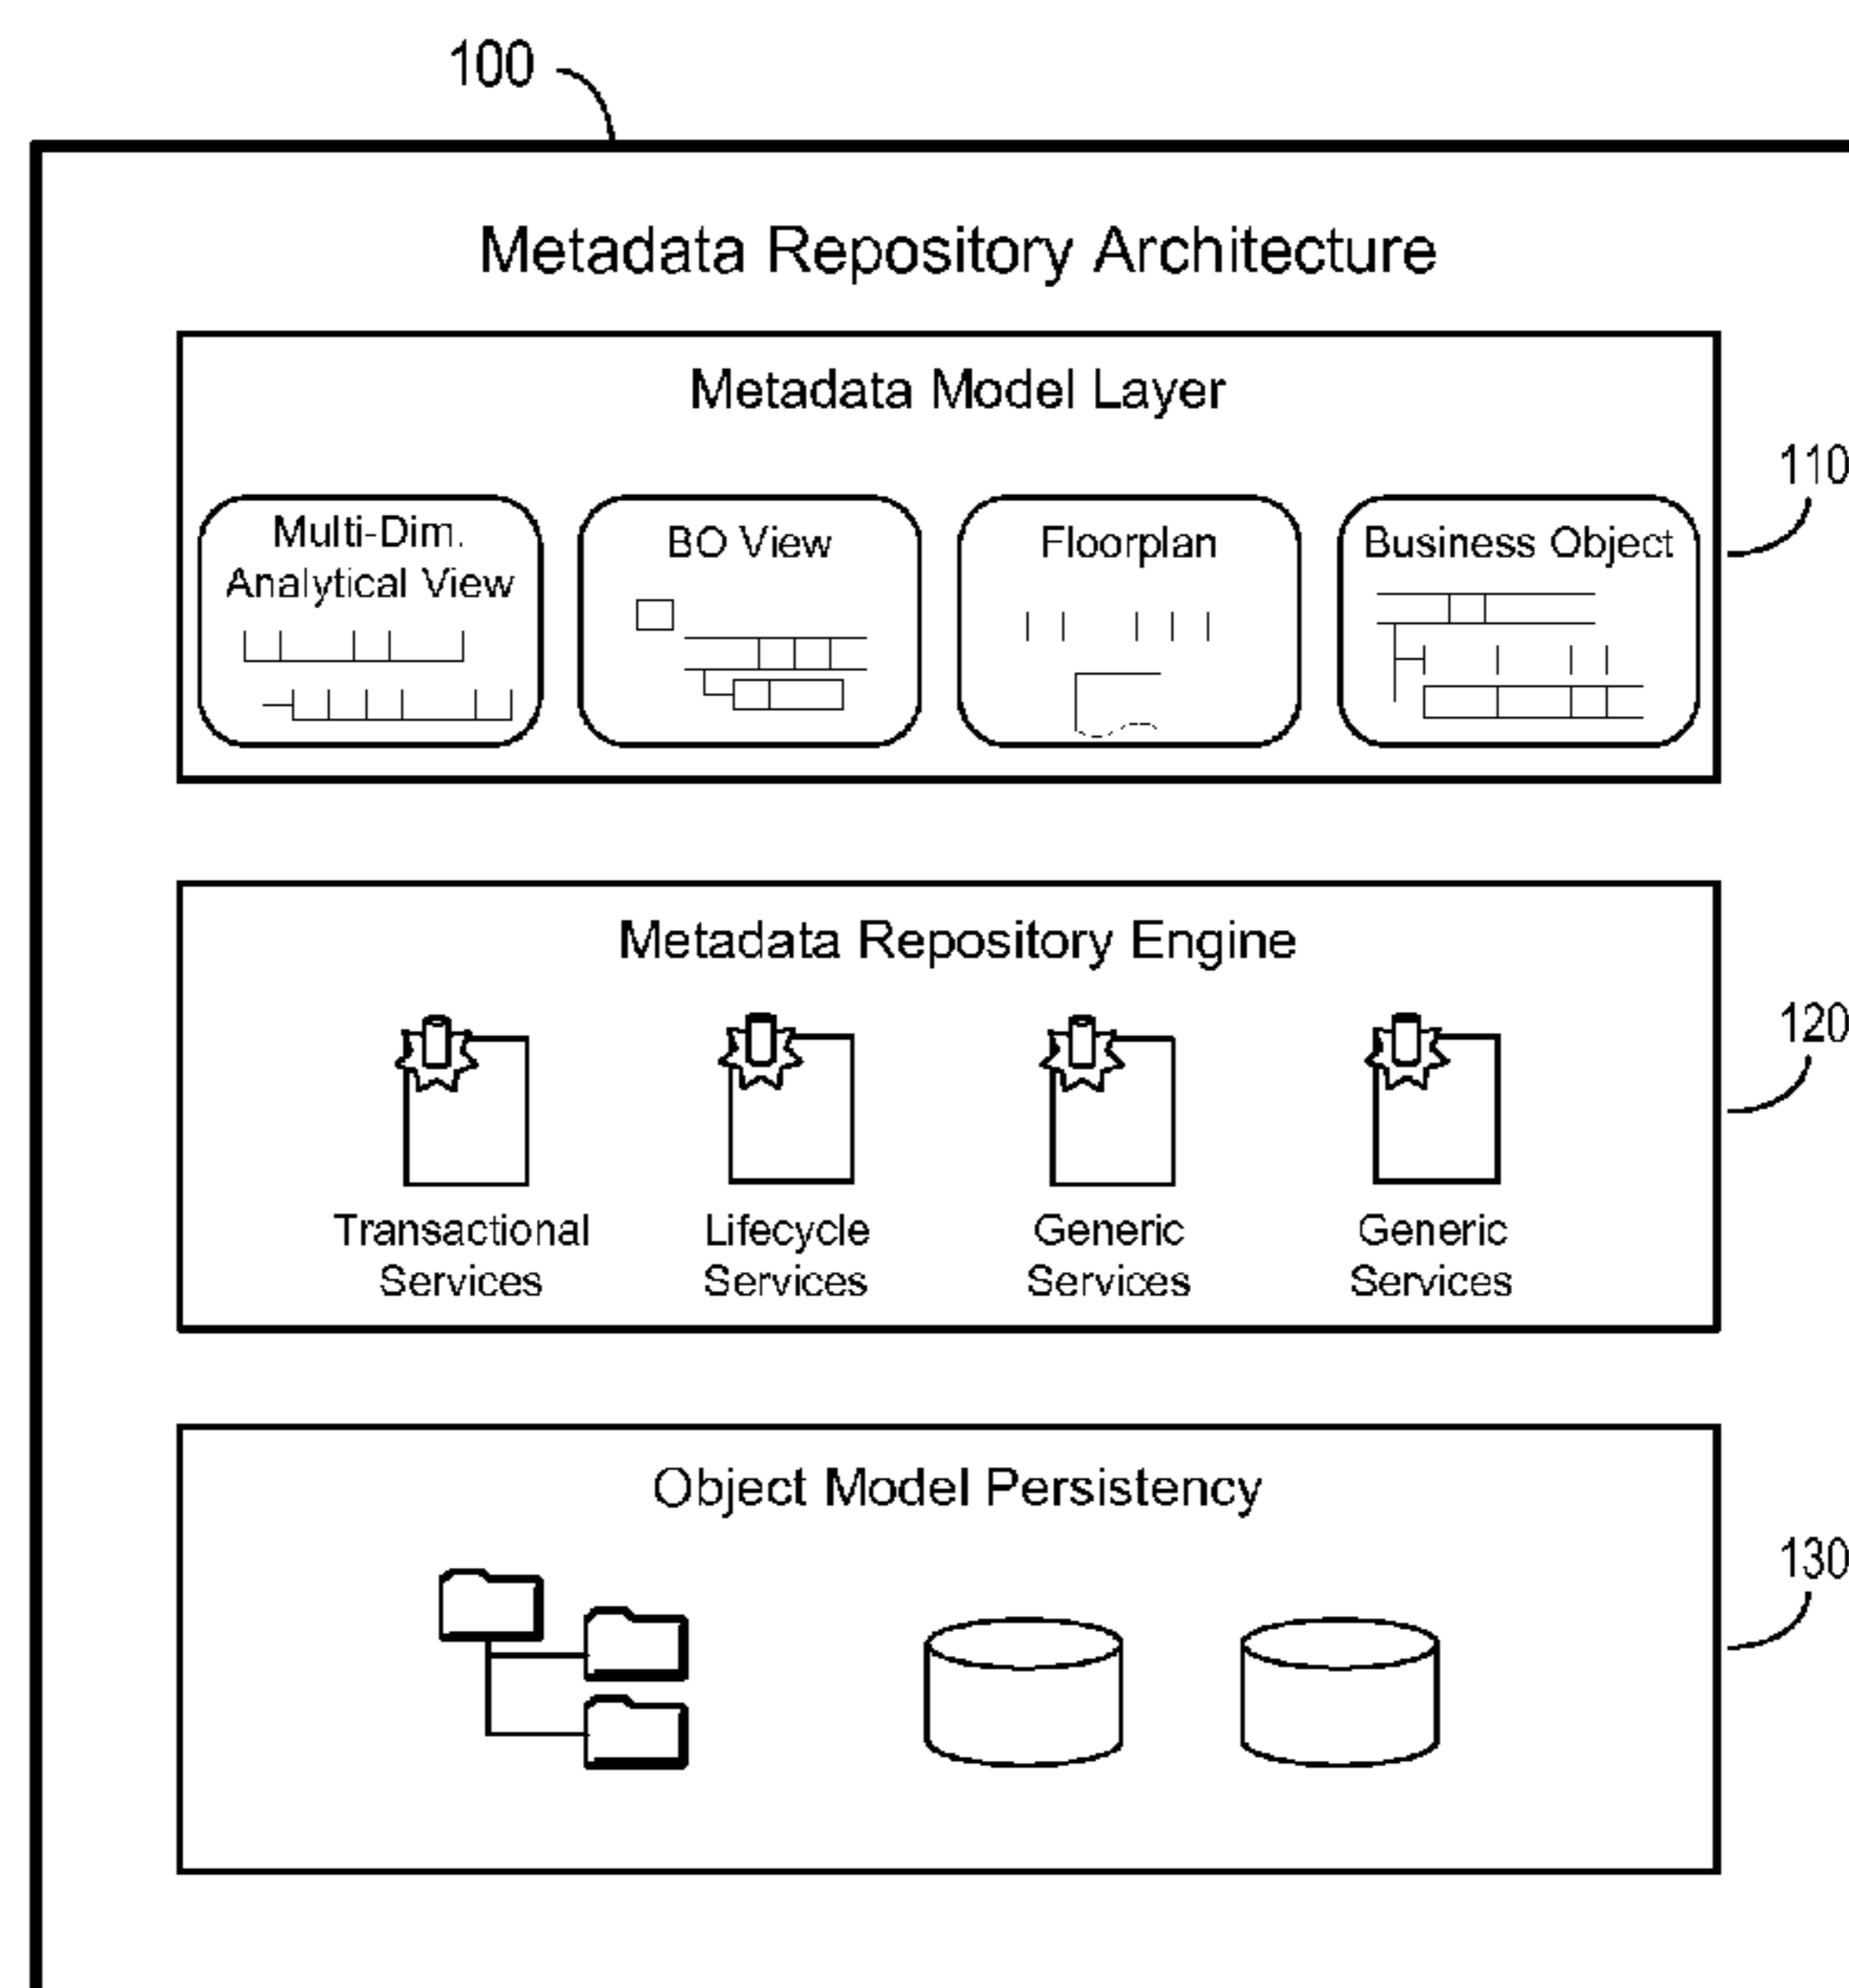 100
Metadata Repository Architecture
Metadata Model Layer
110
Multi-Dim.
Analytical View
BO View
Floorplan
Business Object
Metadata Repository Engine
120
Transactional
Services
Lifecycle
Services
Generic
Services
Generic
Services
Object Model Persistency
130